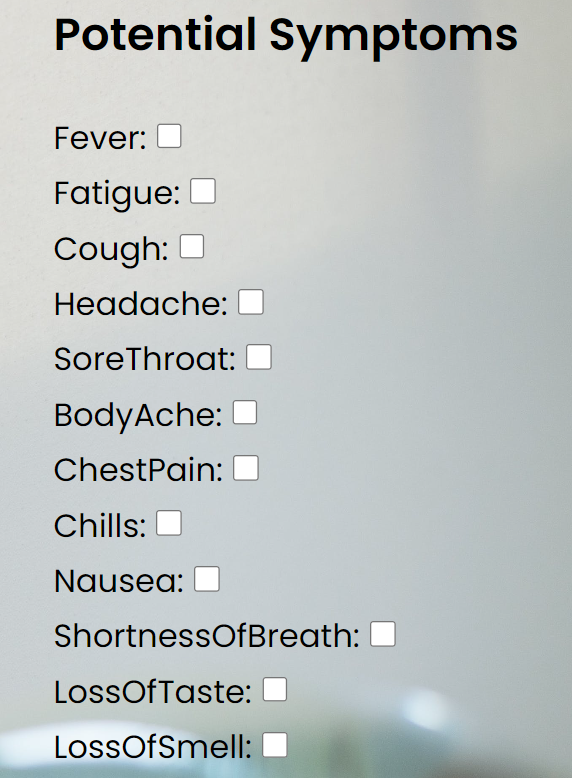 Potential Symptoms
Fever:
Fatigue:
Cough:
Headache:
SoreThroat:
BodyAche:
ChestPain:
Chills:
Nausea:
ShortnessOfBreath:
LossOfTaste:
LossOfSmell: